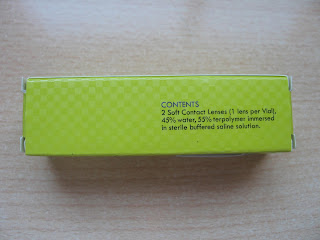 CONTENTS
2 Soft Contact Lenses (1 lens per Vial),
45% water, 55% terpolymer immersed
in sterile buffered saline solution.